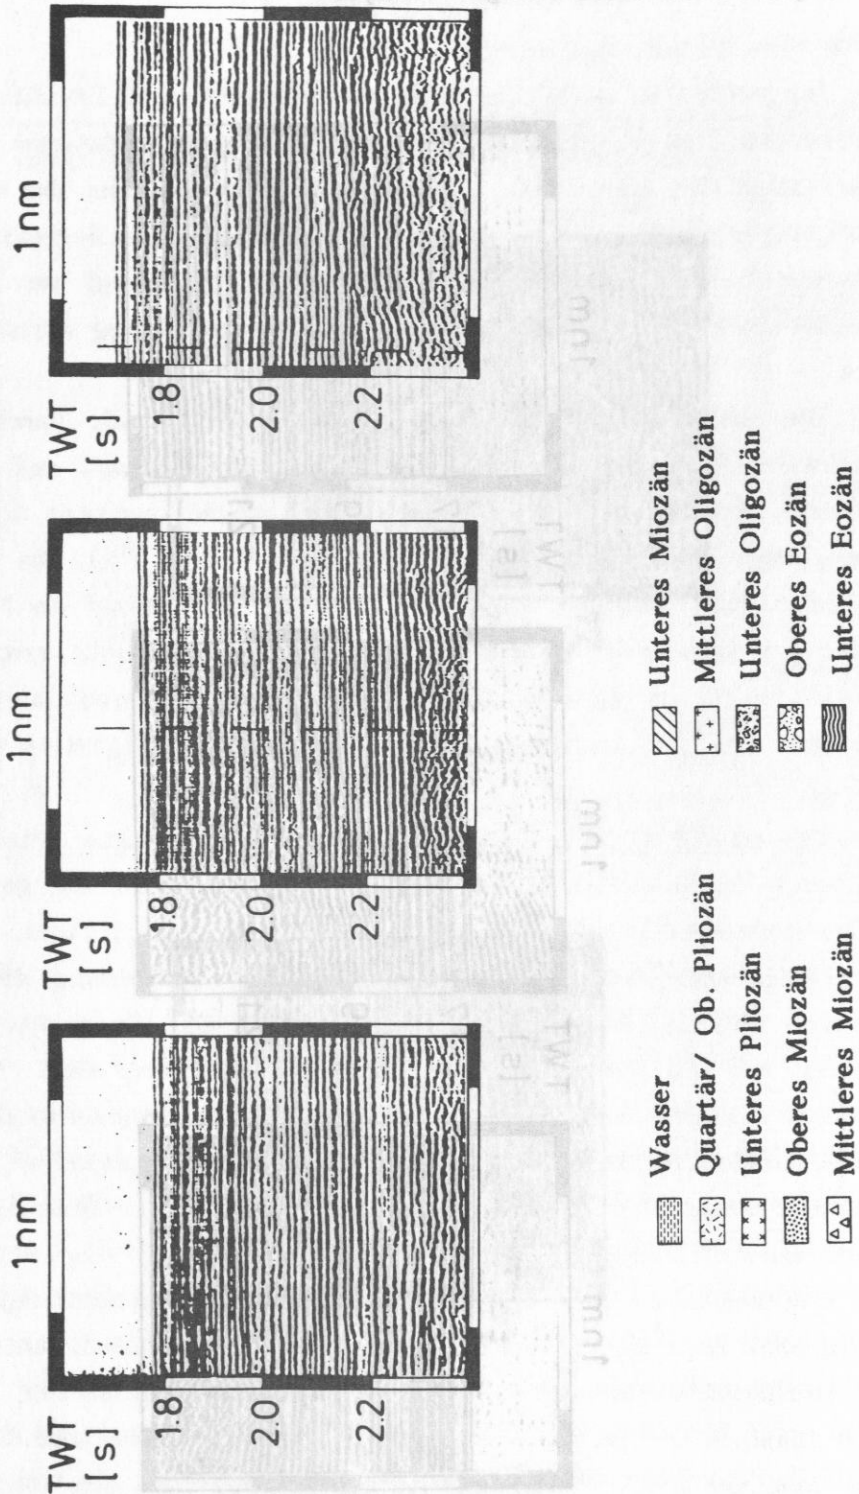 TWT
[s]
1nm
1.8
2.0
2.2
TWT
[s]
1nm
1.8
2.0
2.2
TWT
[s]
1nm
1.8
2.0
2.2
Wasser
Quartär/ Ob. Pliozän
Unteres Pliozän
Oberes Miozän
Mittleres Miozän
Unteres Miozän
Mittleres Oligozän
Unteres Oligozän
Oberes Eozän
Unteres Eozän